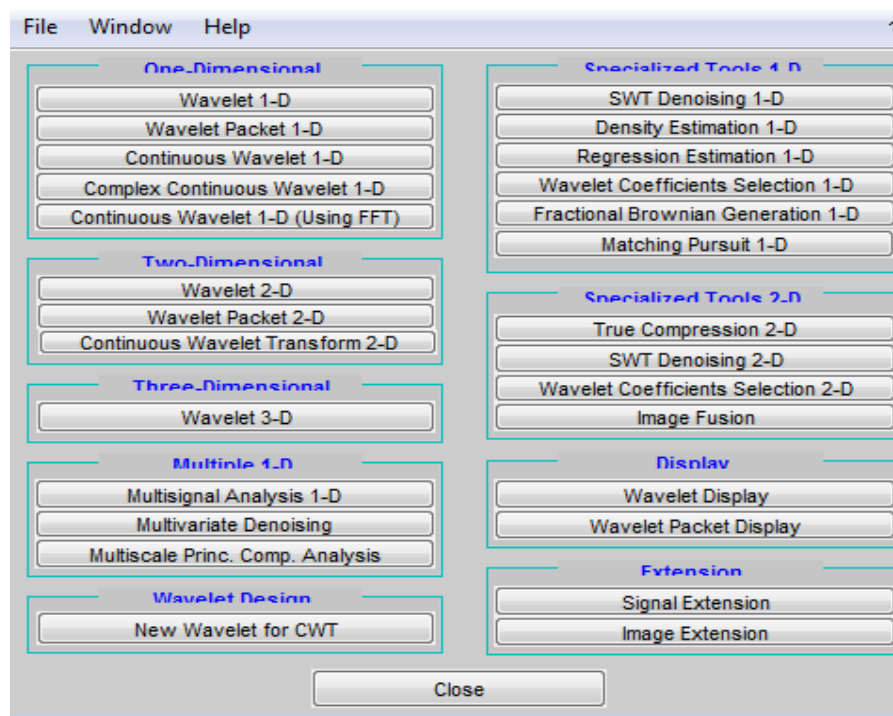 File Window Help
One-Dimensional
Wavelet 1-D
Wavelet Packet 1-D
Continuous Wavelet 1-D
Complex Continuous Wavelet 1-D
Continuous Wavelet 1-D (Using FFT)
Two-Dimensional
Wavelet 2-D
Wavelet Packet 2-D
Continuous Wavelet Transform 2-D
Three-Dimensional
Wavelet 3-D
Multiple 1-D
Multisignal Analysis 1-D
Multivariate Denoising
Multiscale Princ. Comp. Analysis
Wavelet Design
New Wavelet for CWT
Specialized Tools 1-D
SWT Denoising 1-D
Density Estimation 1-D
Regression Estimation 1-D
Wavelet Coefficients Selection 1-D
Fractional Brownian Generation 1-D
Matching Pursuit 1-D
Specialized Tools 2-D
True Compression 2-D
SWT Denoising 2-D
Wavelet Coefficients Selection 2-D
Image Fusion
Display
Wavelet Display
Wavelet Packet Display
Extension
Signal Extension
Image Extension
Close